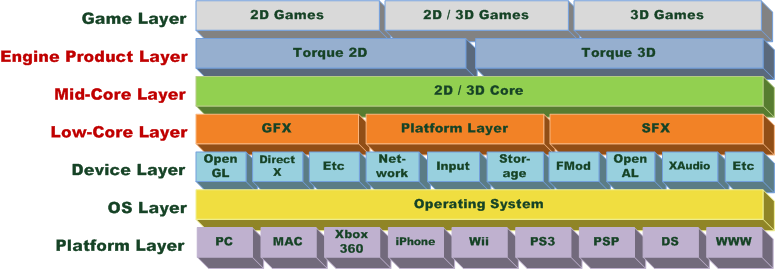 Game Layer
2D Games
2D / 3D Games
3D Games
Engine Product Layer
Torque 2D
Torque 3D
Mid-Core Layer
2D / 3D Core
Low-Core Layer
GFX
Platform Layer
SFX
Device Layer
Open
GL
Direct
X
Etc
Net-
work
Input
Stor-
age
FMod
Open
AL
XAudio
Etc
OS Layer
Operating System
Platform Layer
PC
MAC
Xbox
360
iPhone
Wii
PS3
PSP
DS
WWW